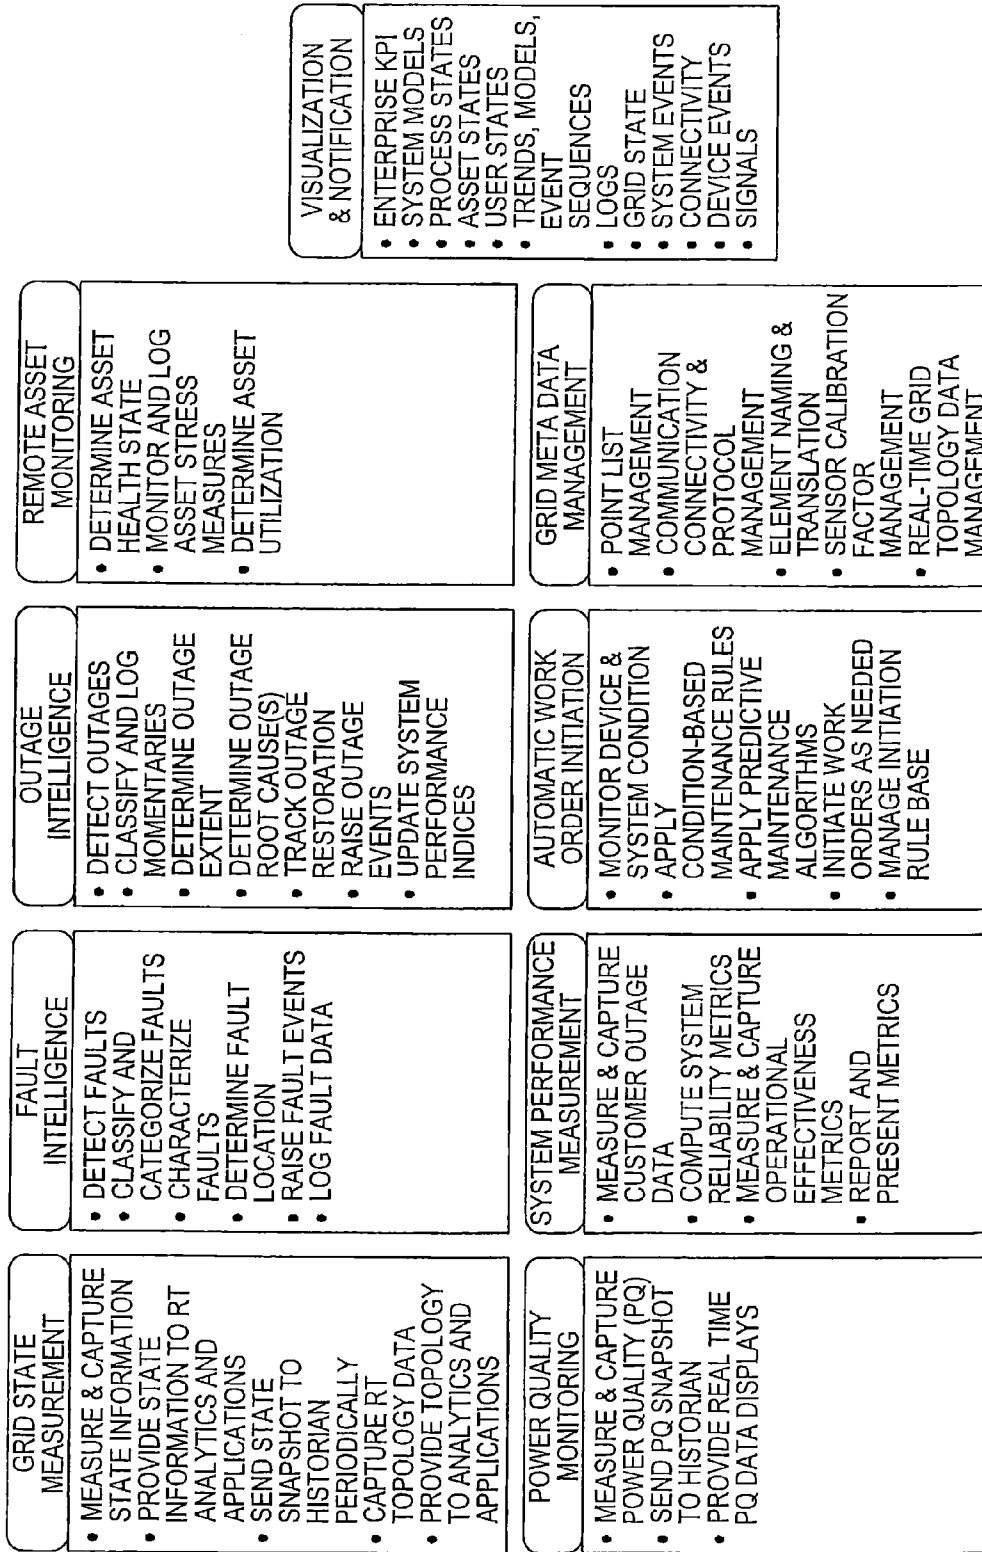 GRID STATE
MEASUREMENT
• MEASURE & CAPTURE
STATE INFORMATION
• PROVIDE STATE
INFORMATION TO RT
ANALYTICS AND
APPLICATIONS
• SEND STATE
SNAPSHOT TO
HISTORIAN
PERIODICALLY
• CAPTURE RT
TOPOLOGY DATA
• PROVIDE TOPOLOGY
TO ANALYTICS AND
APPLICATIONS
FAULT
INTELLIGENCE
• DETECT FAULTS
• CLASSIFY AND
CATEGORIZE FAULTS
• CHARACTERIZE
FAULTS
• DETERMINE FAULT
LOCATION
• RAISE FAULT EVENTS
• LOG FAULT DATA
OUTAGE
INTELLIGENCE
• DETECT OUTAGES
• CLASSIFY AND LOG
MOMENTARIES
• DETERMINE OUTAGE
EXTENT
• DETERMINE OUTAGE
ROOT CAUSE(S)
• TRACK OUTAGE
RESTORATION
• RAISE OUTAGE
EVENTS
• UPDATE SYSTEM
PERFORMANCE
INDICES
REMOTE ASSET
MONITORING
• DETERMINE ASSET
HEALTH STATE
• MONITOR AND LOG
ASSET STRESS
MEASURES
• DETERMINE ASSET
UTILIZATION
VISUALIZATION
& NOTIFICATION
• ENTERPRISE KPI
• SYSTEM MODELS
• PROCESS STATES
• ASSET STATES
• USER STATES
• TRENDS, MODELS,
EVENT
SEQUENCES
• LOGS
• GRID STATE
• SYSTEM EVENTS
• CONNECTIVITY
• DEVICE EVENTS
• SIGNALS
POWER QUALITY
MONITORING
• MEASURE & CAPTURE
POWER QUALITY (PQ)
• SEND PQ SNAPSHOT
TO HISTORIAN
• PROVIDE REAL TIME
PQ DATA DISPLAYS
SYSTEM PERFORMANCE
MEASUREMENT
• MEASURE & CAPTURE
CUSTOMER OUTAGE
DATA
• COMPUTE SYSTEM
RELIABILITY METRICS
• MEASURE & CAPTURE
OPERATIONAL
EFFECTIVENESS
METRICS
• REPORT AND
PRESENT METRICS
AUTOMATIC WORK
ORDER INITIATION
• MONITOR DEVICE &
SYSTEM CONDITION
• APPLY
CONDITION-BASED
MAINTENANCE RULES
• APPLY PREDICTIVE
MAINTENANCE
ALGORITHMS
• INITIATE WORK
ORDERS AS NEEDED
• MANAGE INITIATION
RULE BASE
GRID META DATA
MANAGEMENT
• POINT LIST
MANAGEMENT
• COMMUNICATION
CONNECTIVITY &
PROTOCOL
MANAGEMENT
• ELEMENT NAMING &
TRANSLATION
• SENSOR CALIBRATION
FACTOR
MANAGEMENT
• REAL-TIME GRID
TOPOLOGY DATA
MANAGEMENT